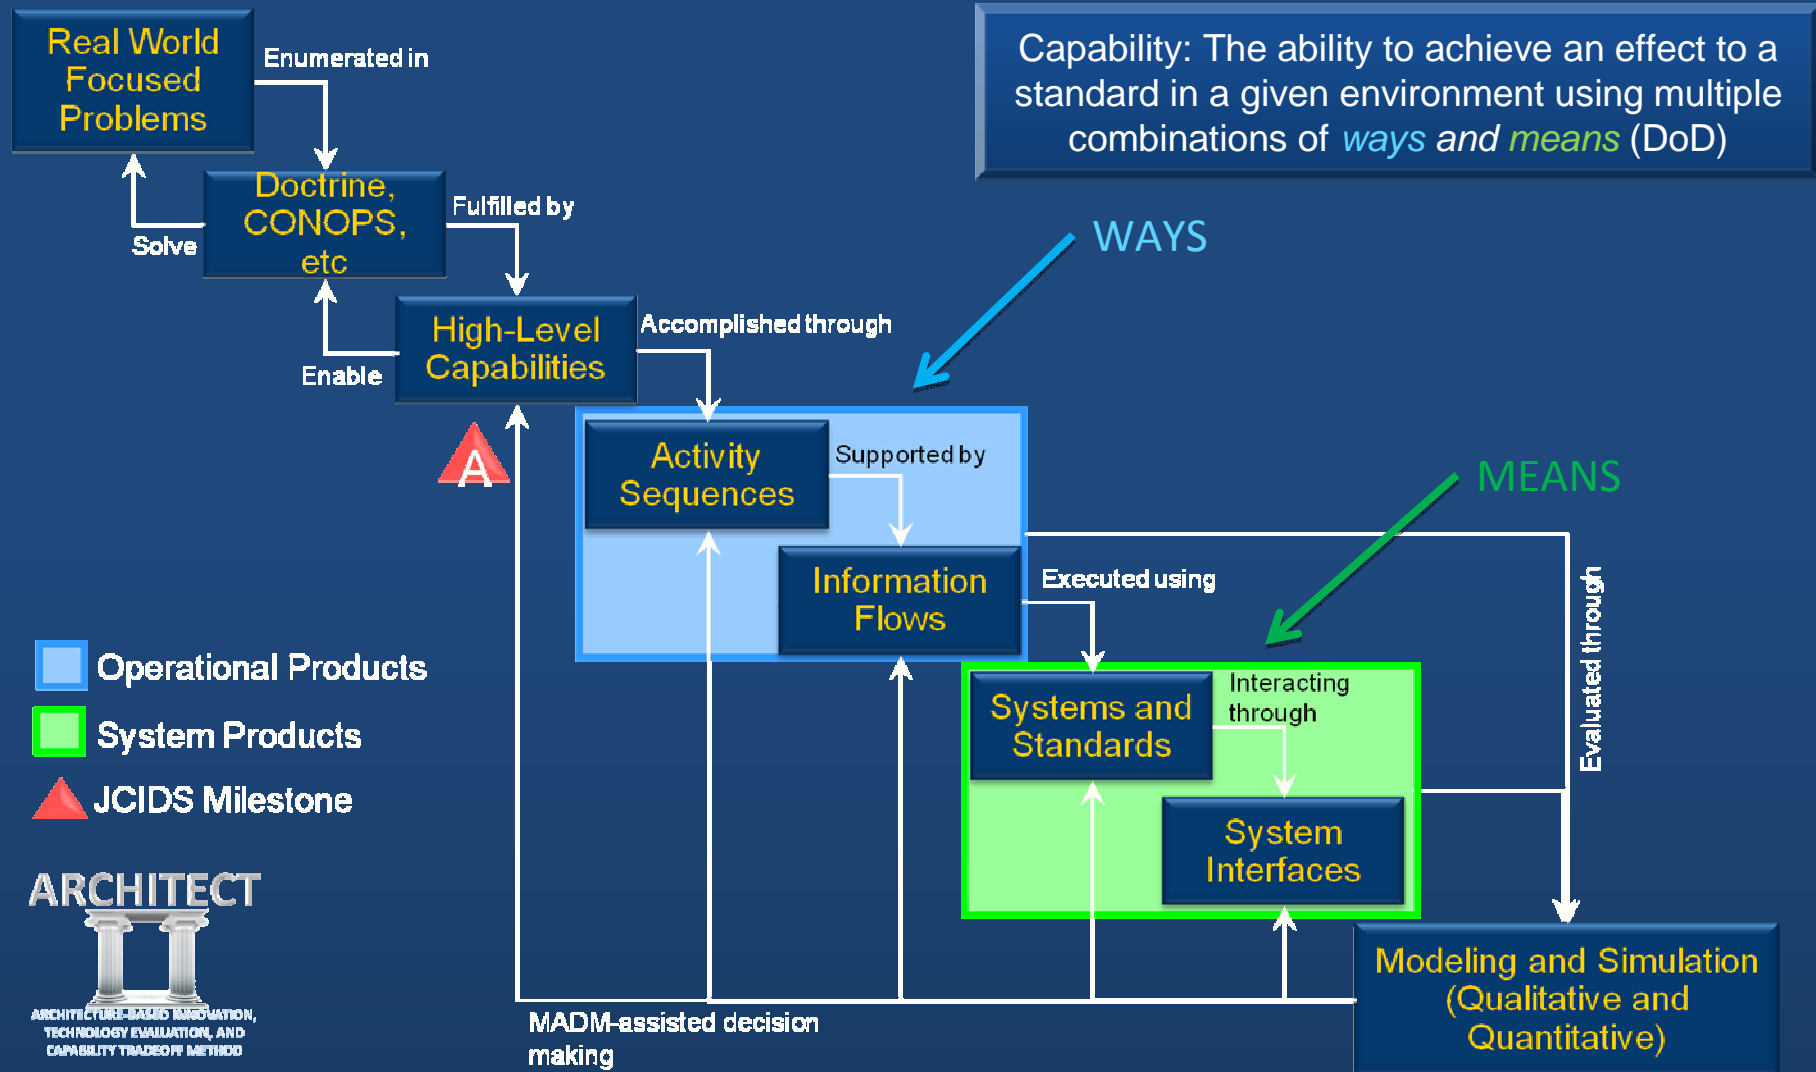 Real World
Focused
Problems
Enumerated in
Capability: The ability to achieve an effect to a
standard in a given environment using multiple
combinations of ways and means (DoD)
Doctrine,
CONOPS,
etc
Fulfilled by
Solve
WAYS
High-Level
Capabilities
Accomplished through
Enable
A
Activity
Sequences
Supported by
MEANS
Information
Flows
Executed using
Evaluated through
Operational Products
System Products
JCIDS Milestone
Systems and
Standards
Interacting
through
System
Interfaces
ARCHITECT
ARCHITECTURE-BASED INNOVATION,
TECHNOLOGY EVALUATION, AND
CAPABILITY TRADEOFF METHOD
MADM-assisted decision
making
Modeling and Simulation
(Qualitative and
Quantitative)